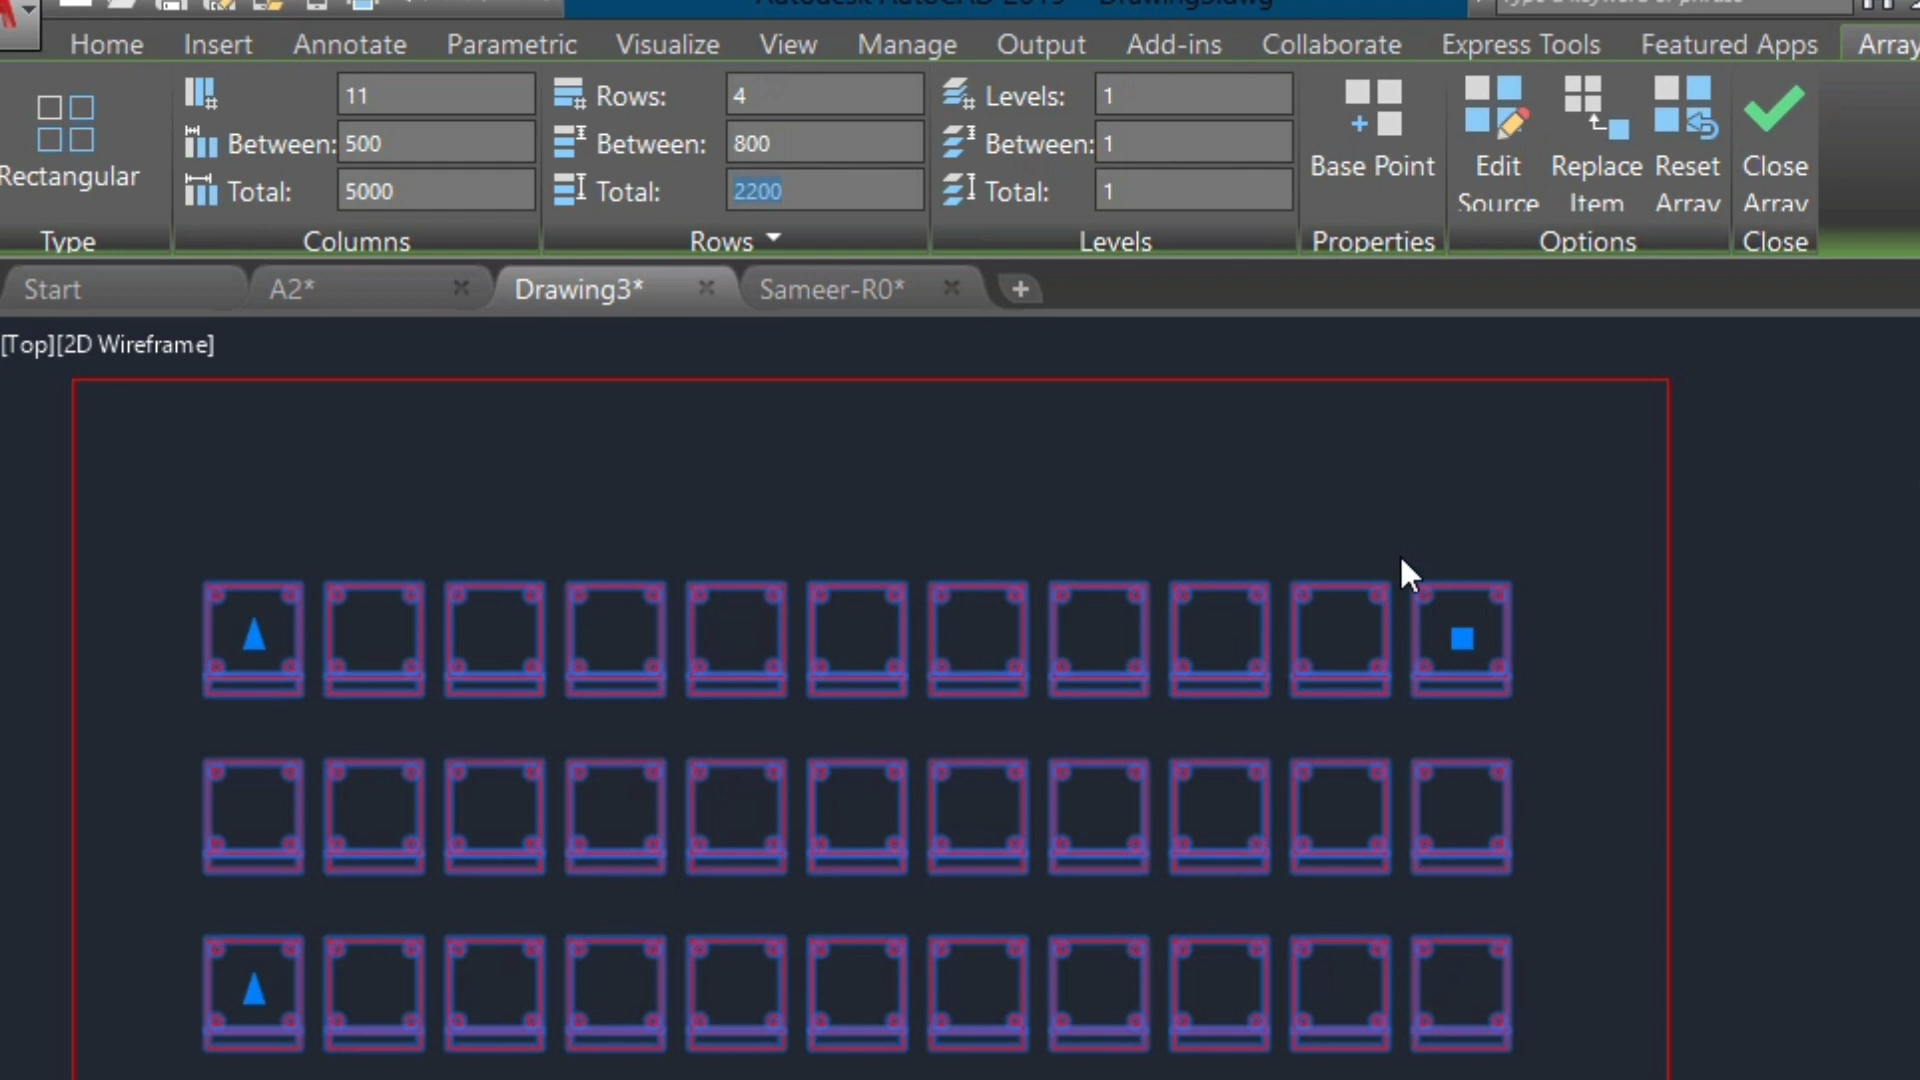 Home Insert Annotate Parametric Visualize View Manage Output Add-ins Collaborate Express Tools Featured Apps Array
11 Rows: 4 Levels: 1
Between: 500 Between: 800 Between: 1
Total: 5000 Total: 2200 Total: 1
Rectangular
Base Point
Edit Source
Replace Item
Reset Array
Close Array
Type Columns Rows Levels Properties Options Close
Start A2* Drawing3* Sameer-R0*
[Top][2D Wireframe]